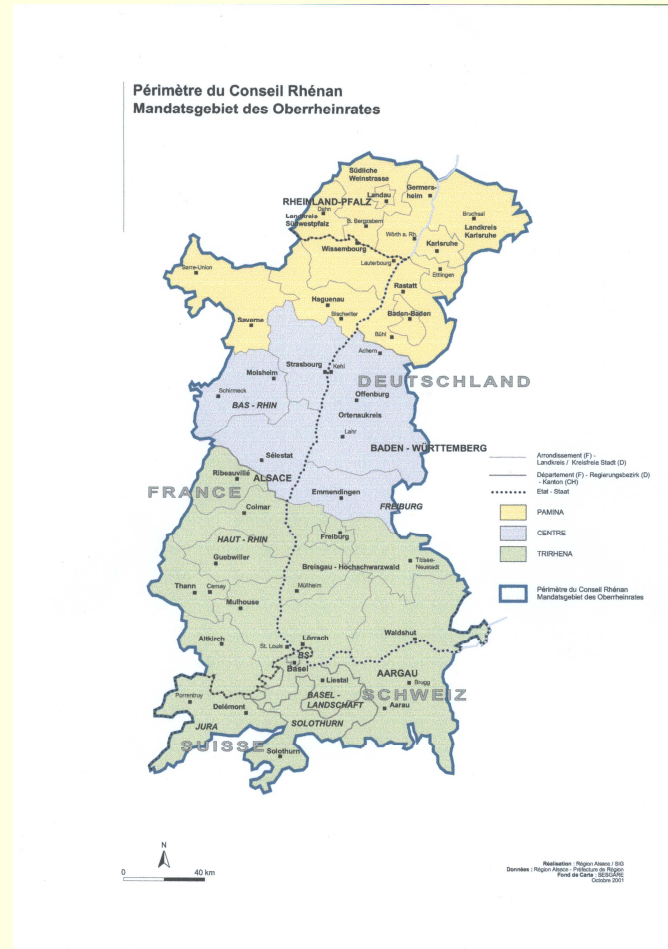 Périmètre du Conseil Rhénan
Mandatsgebiet des Oberrheinrates
Südliche
Weinstrasse
Landau
Germers-
heim
RHEINLAND-PFALZ
Dahn
Landkreis
Südwestpfalz
B. Bergzabern
Bruchsal
Landkreis
Karlsruhe
Wörth a. Rh.
Karlsruhe
Wissembourg
Lauterbourg
Ettlingen
Sarre-Union
Rastatt
Haguenau
Bischwiller
Baden-Baden
Saverne
Bühl
Achern
Strasbourg
Kehl
Molsheim
DEUTSCHLAND
Schirmeck
Offenburg
BAS - RHIN
Ortenaukreis
Lahr
BADEN - WÜRTTEMBERG
Sélestat
Ribeauvillé
ALSACE
FRANCE
Emmendingen
FREIBURG
Colmar
HAUT - RHIN
Freiburg
Guebwiller
Breisgau - Hochschwarzwald
Titisee-
Neustadt
Thann
Cernay
Müllheim
Mulhouse
Altkirch
St. Louis
Lörrach
Waldshut
BS
Basel
Liestal
AARGAU
Brugg
Porrentruy
BASEL -
LANDSCHAFT
SCHWEIZ
Delémont
Aarau
JURA
SOLOTHURN
SUISSE
Solothurn
Arrondissement (F) -
Landkreis / Kreisfreie Stadt (D)
Département (F) - Regierungsbezirk (D)
- Kanton (CH)
Etat - Staat
PAMINA
CENTRE
TRIRHENA
Périmètre du Conseil Rhénan
Mandatsgebiet des Oberrheinrates
N
0 40 km
Réalisation : Région Alsace / SIG
Données : Région Alsace - Préfecture de Région
Fond de Carte : SESGARE
Octobre 2001